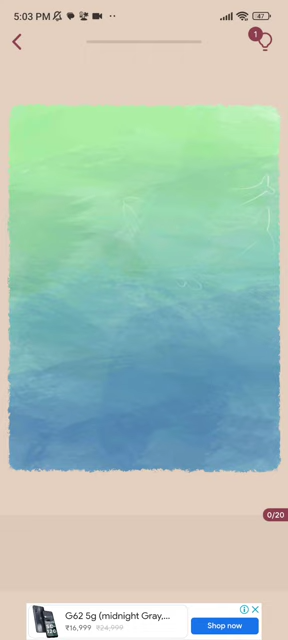 5:03 PM
47
1
0/20
G62 5g (midnight Gray,...
₹16,999 ₹24,999
Shop now